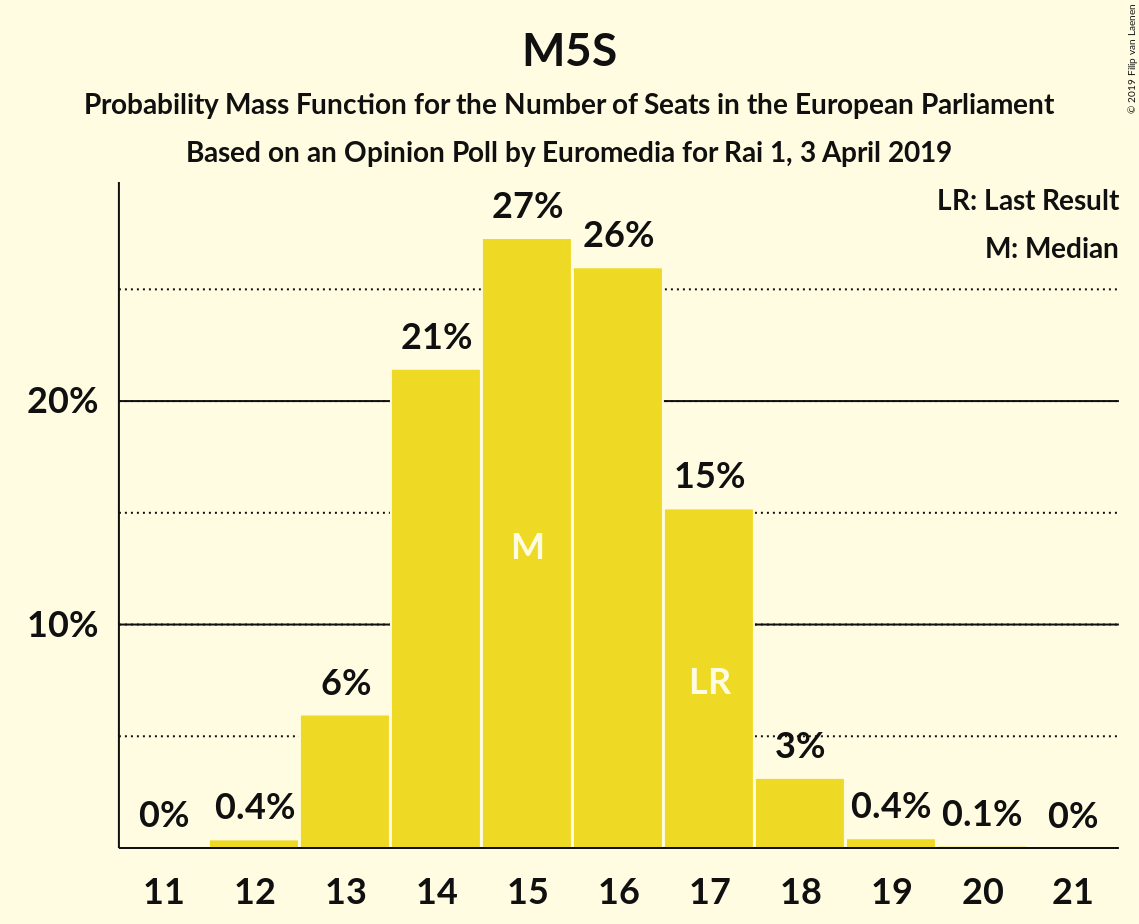 M5S
Probability Mass Function for the Number of Seats in the European Parliament
Based on an Opinion Poll by Euromedia for Rai 1, 3 April 2019
© 2019 Filip van Laenen
LR: Last Result
M: Median
20%
10%
0%
0.4%
6%
21%
27%
26%
15%
3%
0.4%
0.1%
0%
M
LR
11 12 13 14 15 16 17 18 19 20 21